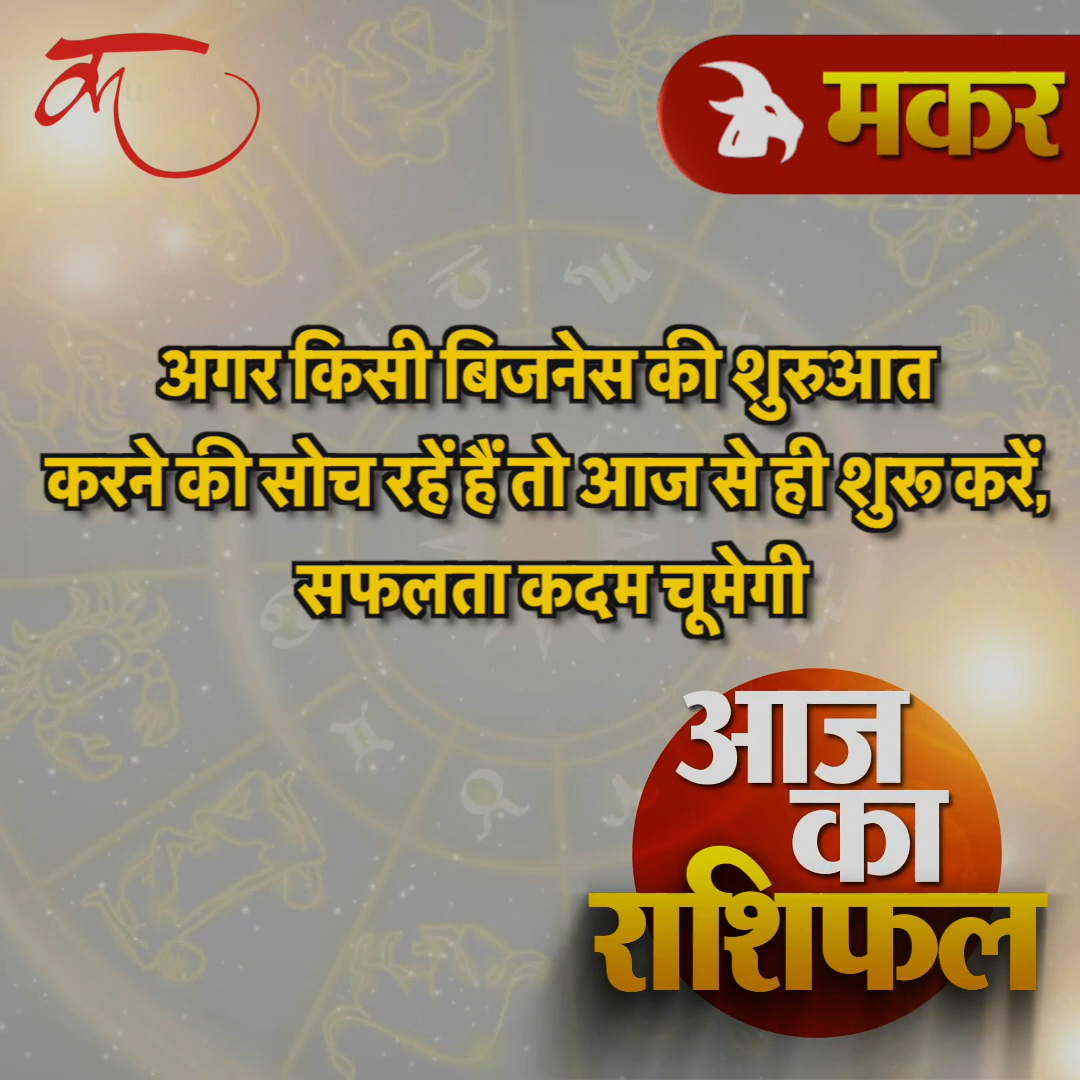 मकर
अगर किसी बिजनेस की शुरुआत
करने की सोच रहें हैं तो आज से ही शुरू करें,
सफलता कदम चूमेगी
आज
का
राशिफल